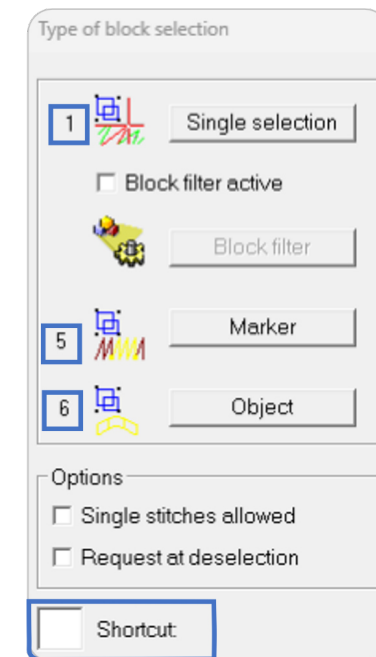 Type of block selection
1 Single selection
Block filter active
Block filter
5 Marker
6 Object
Options
Single stitches allowed
Request at deselection
Shortcut: